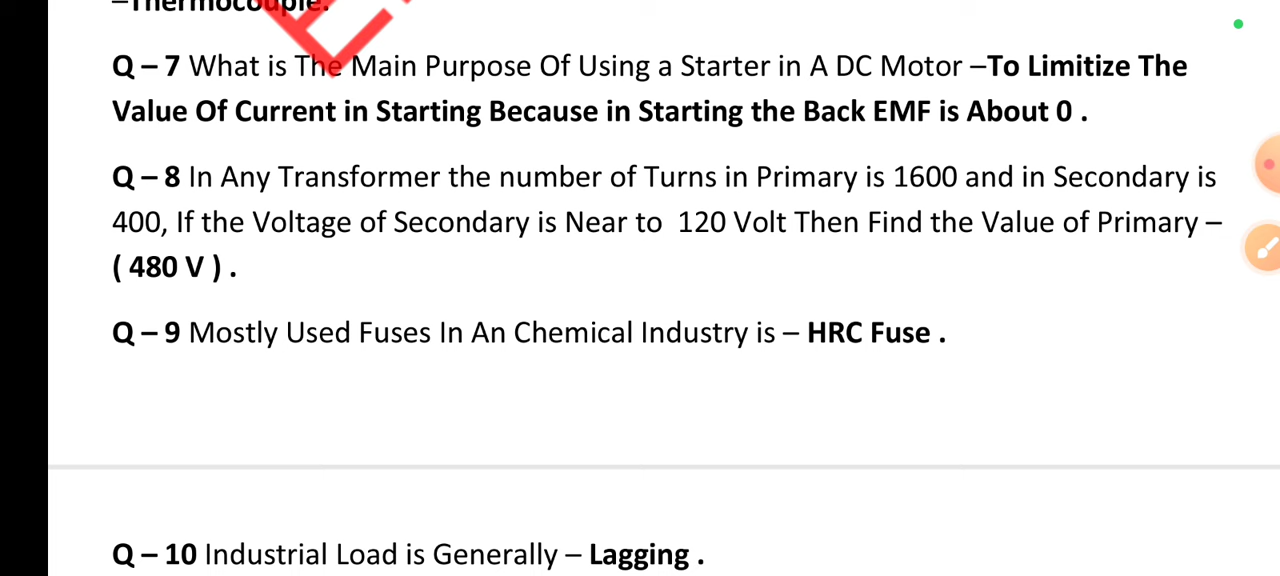 –Thermocouple.
Q – 7 What is The Main Purpose Of Using a Starter in A DC Motor –To Limitize The
Value Of Current in Starting Because in Starting the Back EMF is About 0 .
Q – 8 In Any Transformer the number of Turns in Primary is 1600 and in Secondary is
400, If the Voltage of Secondary is Near to 120 Volt Then Find the Value of Primary –
( 480 V ) .
Q – 9 Mostly Used Fuses In An Chemical Industry is – HRC Fuse .
Q – 10 Industrial Load is Generally – Lagging .